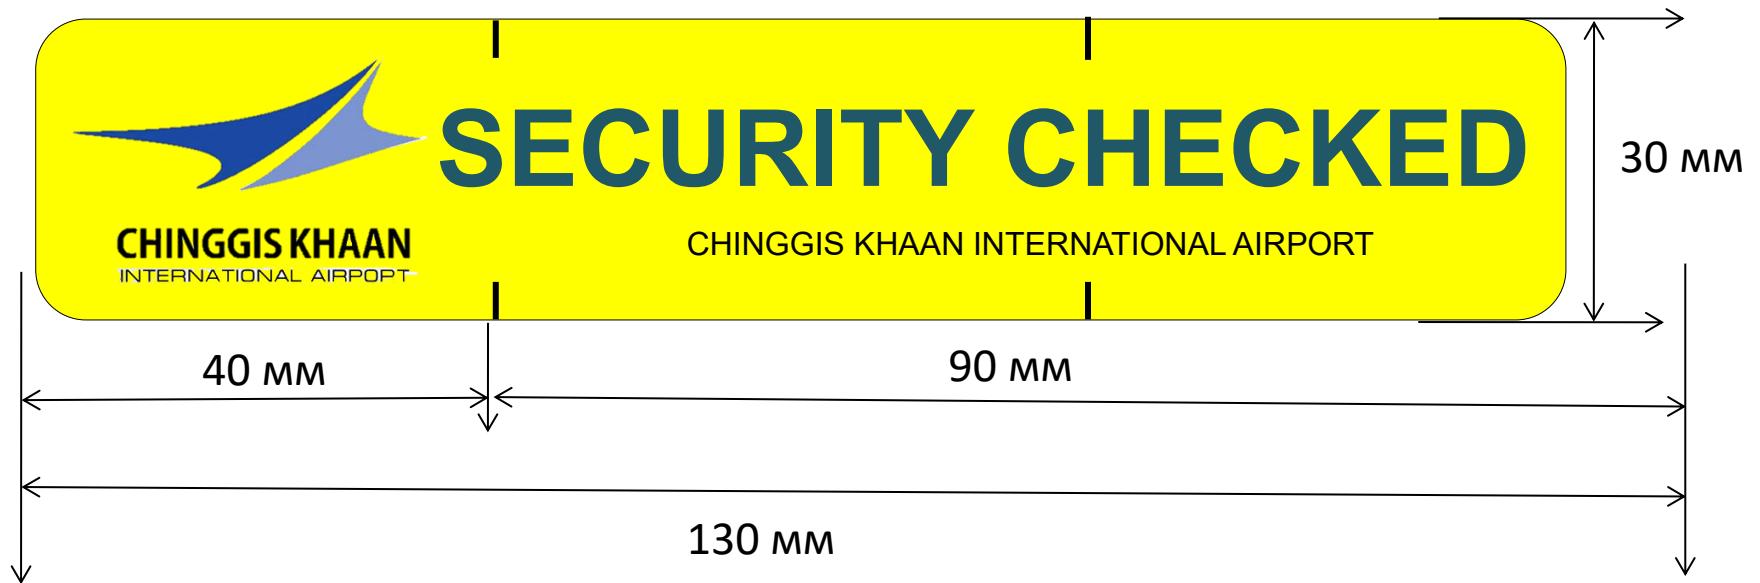 SECURITY CHECKED
CHINGGIS KHAAN
INTERNATIONAL AIRPOPT
CHINGGIS KHAAN INTERNATIONAL AIRPORT
30 мм
40 мм
90 мм
130 мм